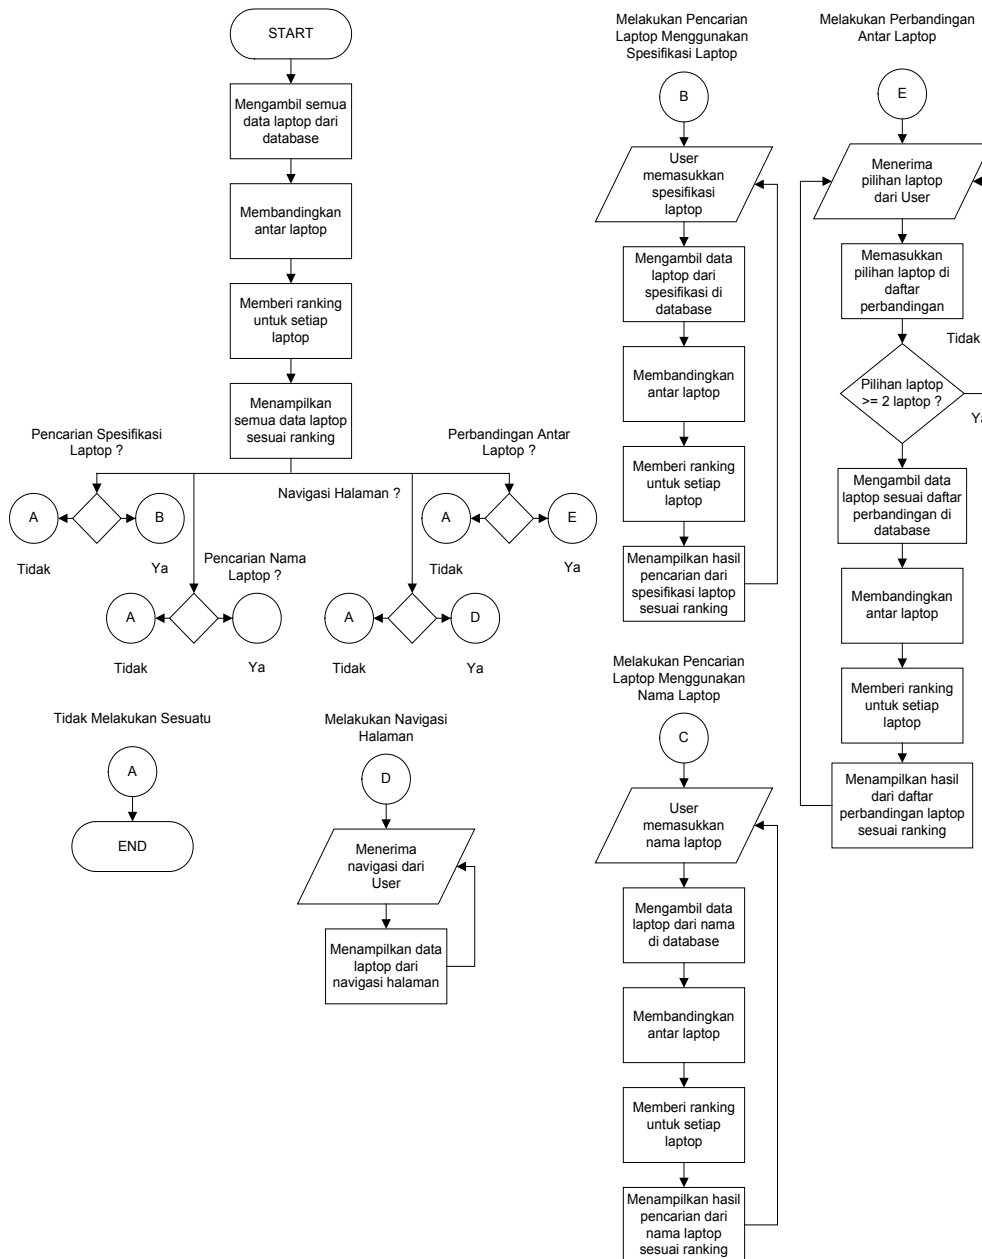 START
Mengambil semua
data laptop dari
database
Membandingkan
antar laptop
Memberi ranking
untuk setiap
laptop
Menampilkan
semua data laptop
sesuai ranking
Pencarian Spesifikasi
Laptop ?
A
B
Tidak
Ya
Pencarian Nama
Laptop ?
A
Tidak
Ya
Navigasi Halaman ?
A
D
Tidak
Ya
Perbandingan Antar
Laptop ?
A
E
Tidak
Ya
Tidak Melakukan Sesuatu
A
END
Melakukan Navigasi
Halaman
D
Menerima
navigasi dari
User
Menampilkan data
laptop dari
navigasi halaman
Melakukan Pencarian
Laptop Menggunakan
Spesifikasi Laptop
B
User
memasukkan
spesifikasi
laptop
Mengambil data
laptop dari
spesifikasi di
database
Membandingkan
antar laptop
Memberi ranking
untuk setiap
laptop
Menampilkan hasil
pencarian dari
spesifikasi laptop
sesuai ranking
Melakukan Pencarian
Laptop Menggunakan
Nama Laptop
C
User
memasukkan
nama laptop
Mengambil data
laptop dari nama
di database
Membandingkan
antar laptop
Memberi ranking
untuk setiap
laptop
Menampilkan hasil
pencarian dari
nama laptop
sesuai ranking
Melakukan Perbandingan
Antar Laptop
E
Menerima
pilihan laptop
dari User
Memasukkan
pilihan laptop di
daftar
perbandingan
Tidak
Pilihan laptop
>= 2 laptop ?
Ya
Mengambil data
laptop sesuai daftar
perbandingan di
database
Membandingkan
antar laptop
Memberi ranking
untuk setiap
laptop
Menampilkan hasil
dari daftar
perbandingan laptop
sesuai ranking